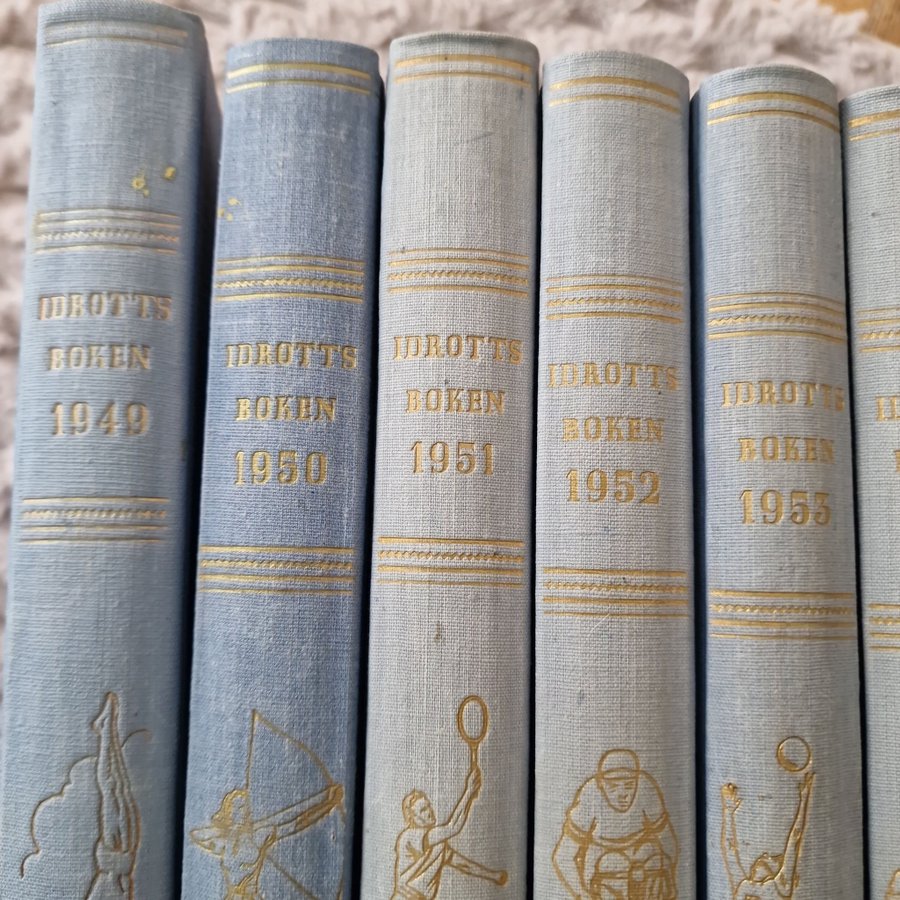 IDROTTS
BOKEN
1949
IDROTTS
BOKEN
1950
IDROTTS
BOKEN
1951
IDROTTS
BOKEN
1952
IDROTTS
BOKEN
1953